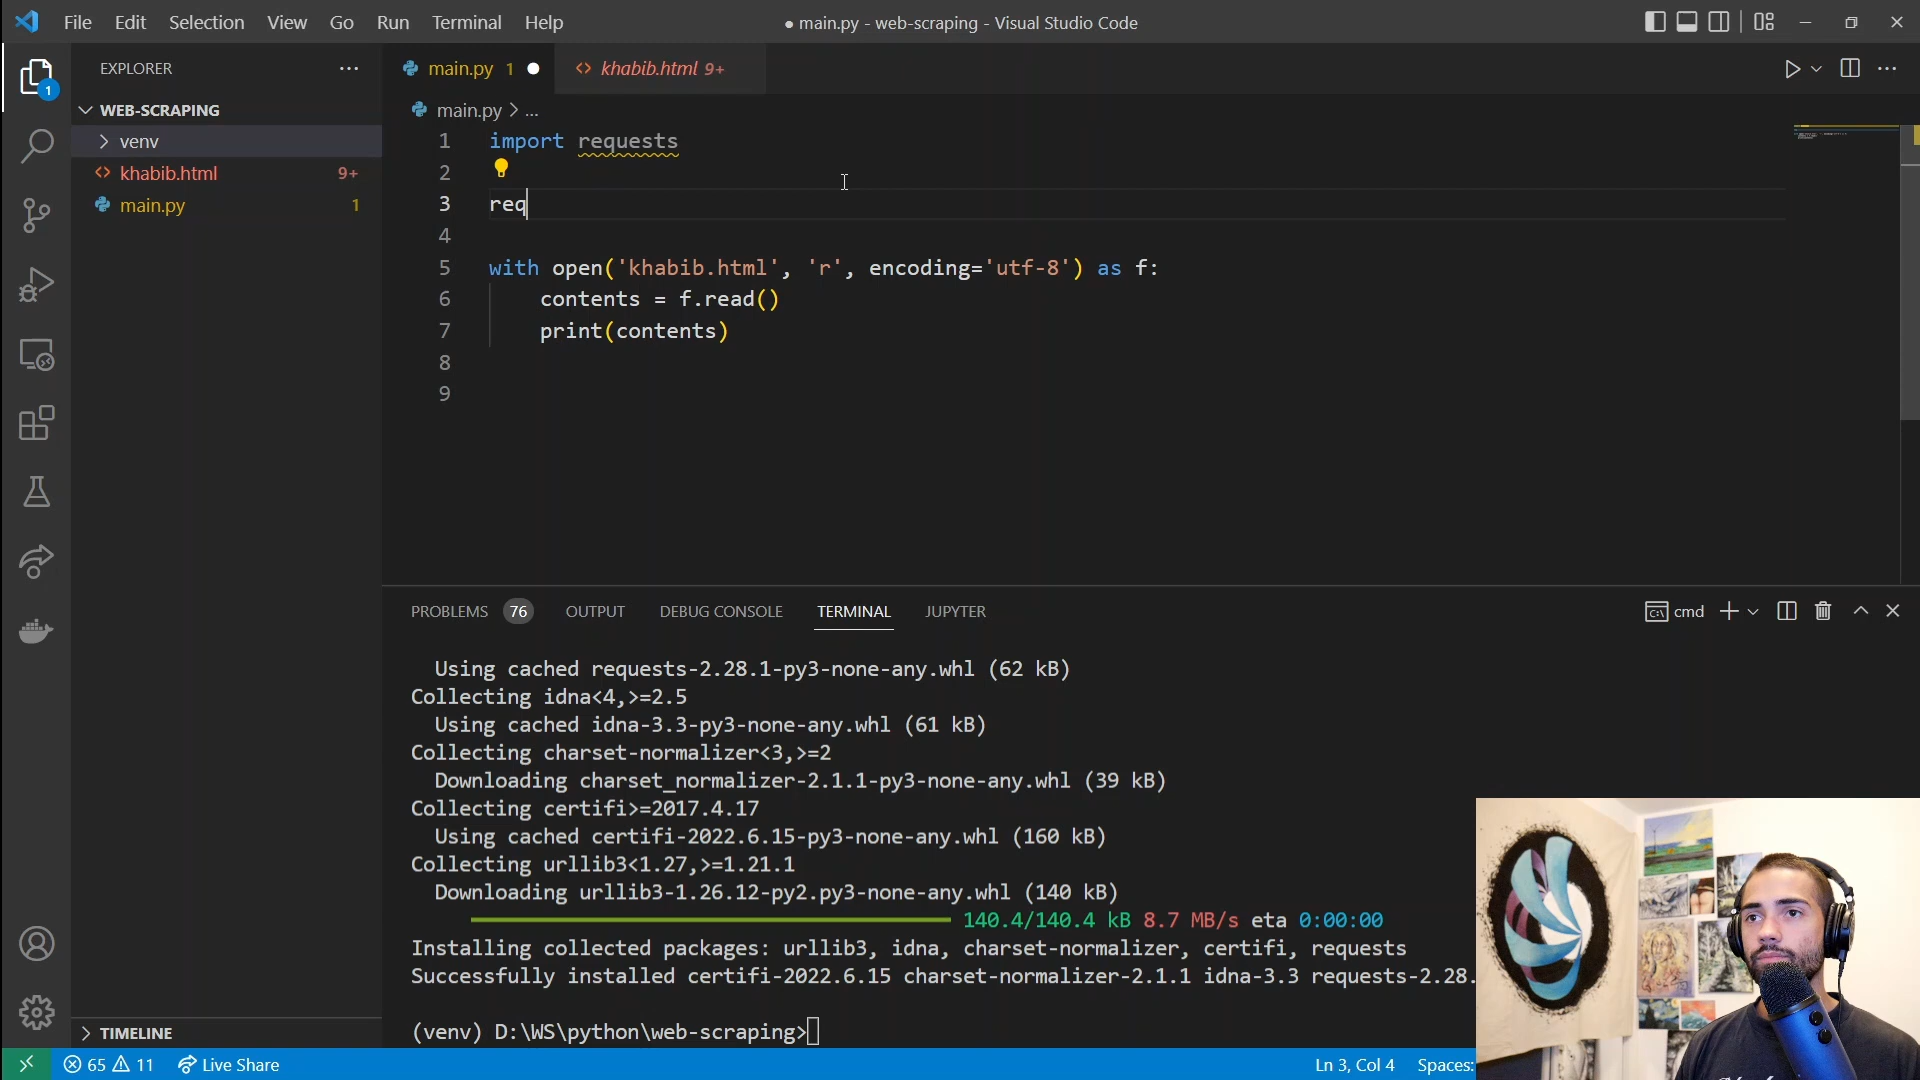 File Edit Selection View Go Run Terminal Help
● main.py - web-scraping - Visual Studio Code
EXPLORER
main.py 1
khabib.html 9+
1
WEB-SCRAPING
main.py > ...
venv
khabib.html 9+
main.py 1
1 import requests
2
3 req
4
5 with open('khabib.html', 'r', encoding='utf-8') as f:
6 contents = f.read()
7 print(contents)
8
9
PROBLEMS 76 OUTPUT DEBUG CONSOLE TERMINAL JUPYTER
cmd
Using cached requests-2.28.1-py3-none-any.whl (62 kB)
Collecting idna<4,>=2.5
Using cached idna-3.3-py3-none-any.whl (61 kB)
Collecting charset-normalizer<3,>=2
Downloading charset_normalizer-2.1.1-py3-none-any.whl (39 kB)
Collecting certifi>=2017.4.17
Using cached certifi-2022.6.15-py3-none-any.whl (160 kB)
Collecting urllib3<1.27,>=1.21.1
Downloading urllib3-1.26.12-py2.py3-none-any.whl (140 kB)
140.4/140.4 kB 8.7 MB/s eta 0:00:00
Installing collected packages: urllib3, idna, charset-normalizer, certifi, requests
Successfully installed certifi-2022.6.15 charset-normalizer-2.1.1 idna-3.3 requests-2.28.
(venv) D:\WS\python\web-scraping>
TIMELINE
65 11 Live Share
Ln 3, Col 4 Spaces: